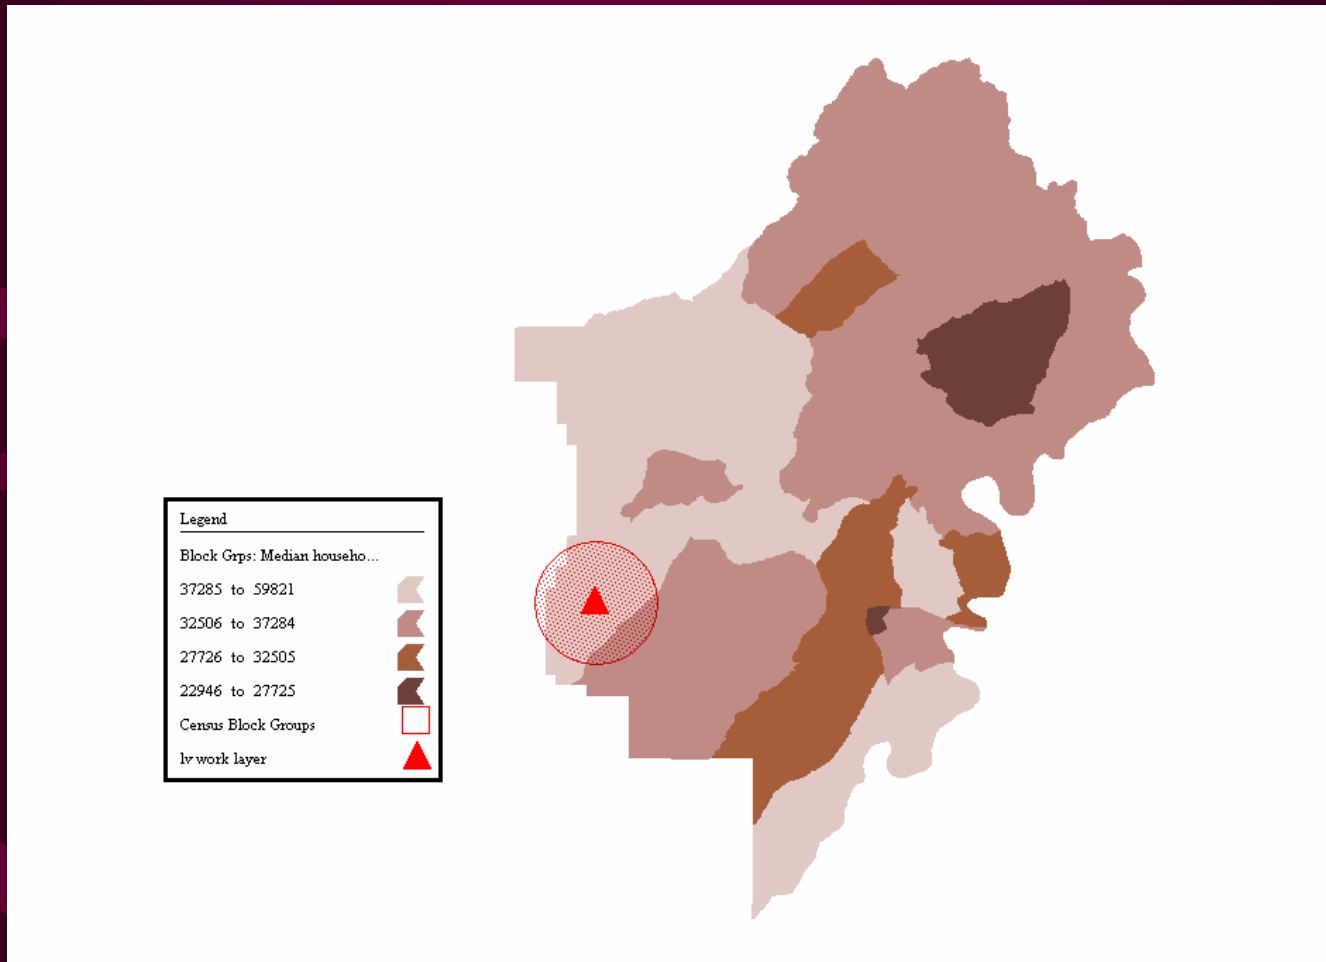 Legend
Block Grps: Median househo...
37285 to 59821
32506 to 37284
27726 to 32505
22946 to 27725
Census Block Groups
lv work layer